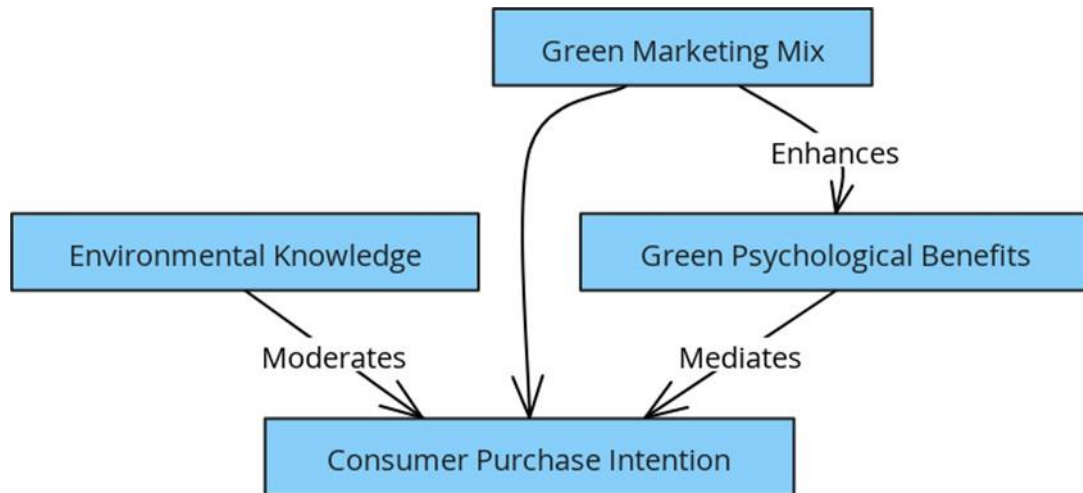 Green Marketing Mix
Enhances
Environmental Knowledge
Green Psychological Benefits
Moderates
Mediates
Consumer Purchase Intention